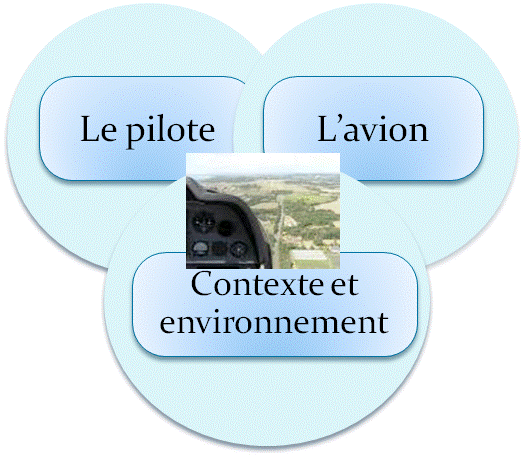 Le pilote
L’avion
Contexte et
environnement